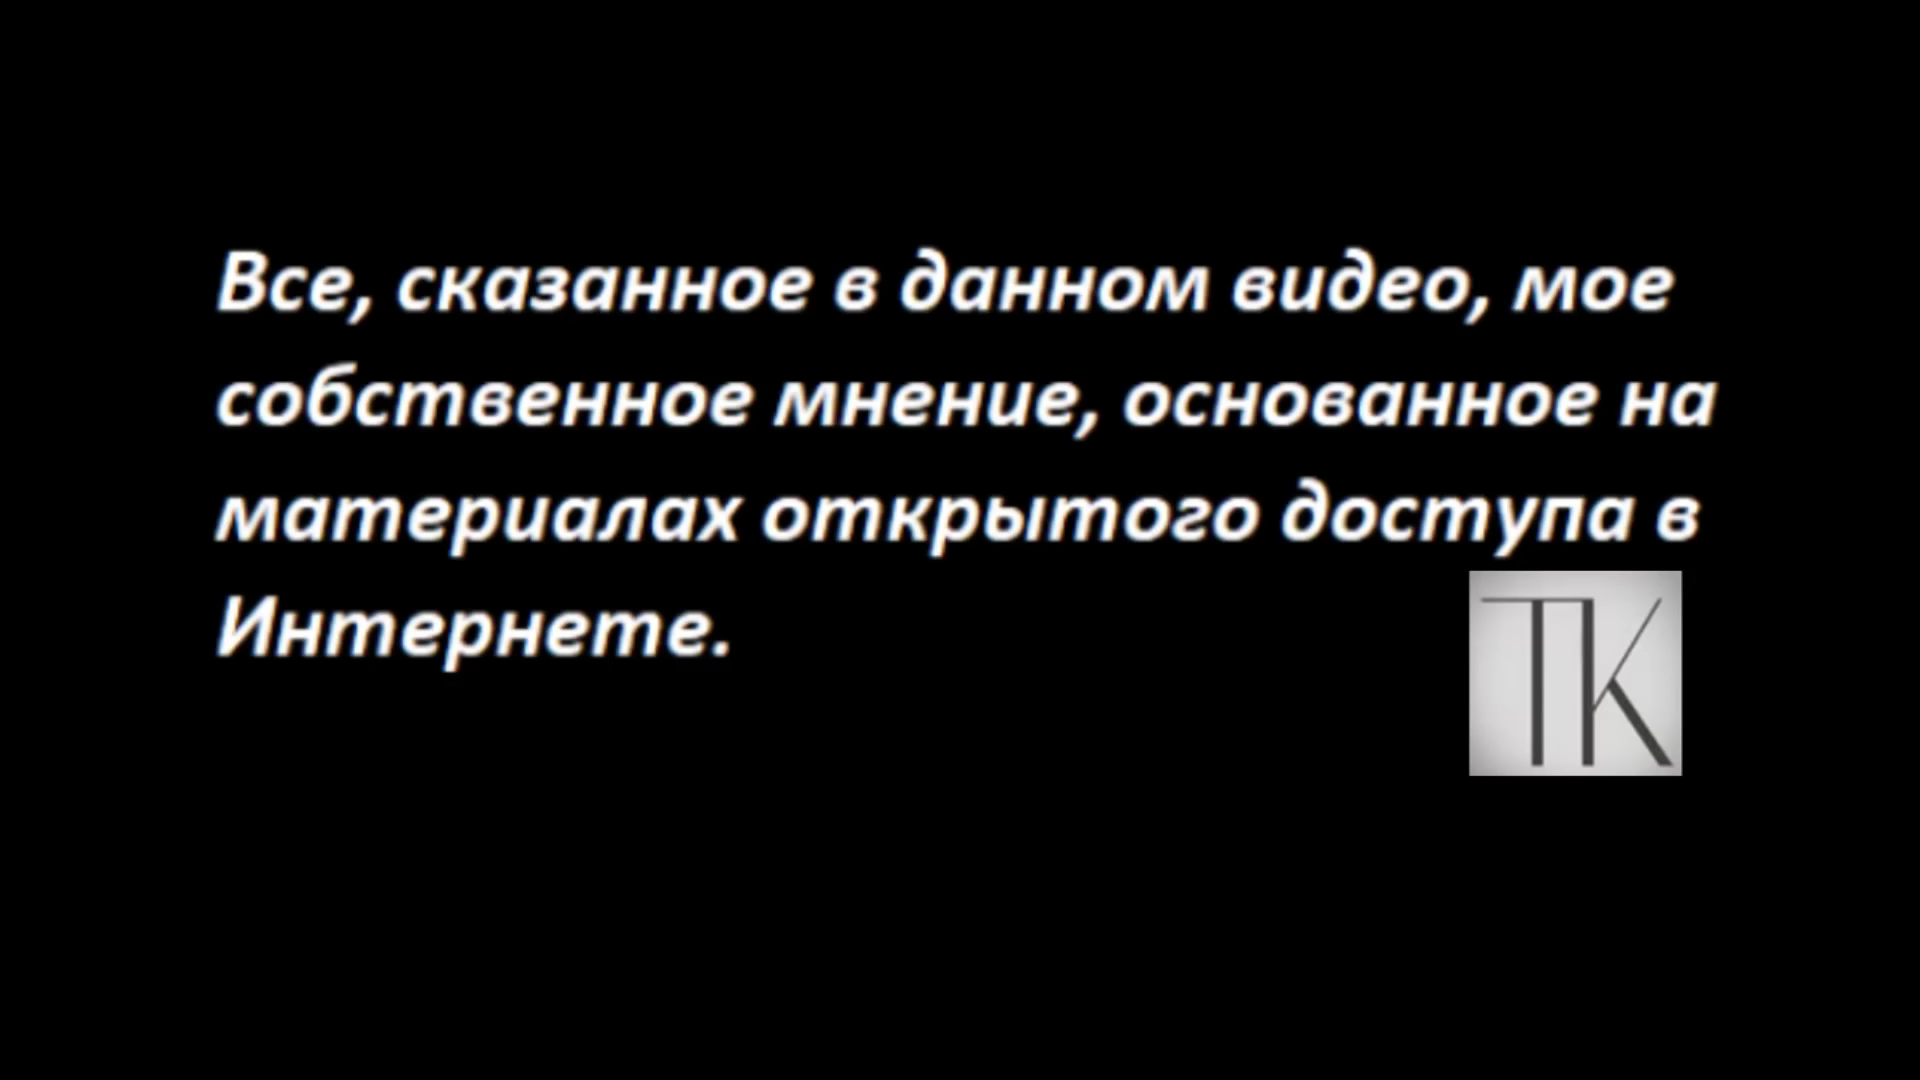 Все, сказанное в данном видео, мое
собственное мнение, основанное на
материалах открытого доступа в
Интернете.
TK